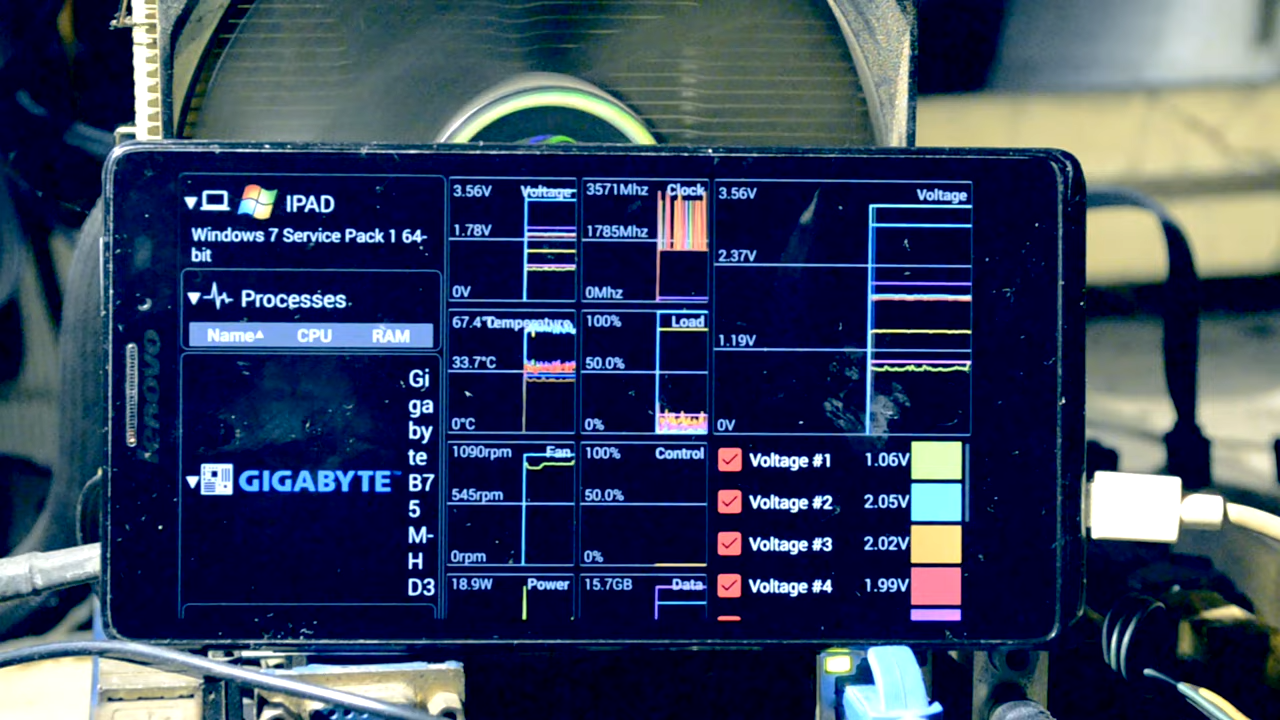 IPAD
Windows 7 Service Pack 1 64-
bit
Processes
Name CPU RAM
GIGABYTE™
Gi
ga
by
te
B7
5
M-
H
D3
3.56V Voltage
1.78V
0V
3571Mhz Clock
1785Mhz
0Mhz
67.4°C Temperature
33.7°C
0°C
100% Load
50.0%
0%
1090rpm Fan
545rpm
0rpm
100% Control
50.0%
0%
18.9W Power
15.7GB Data
3.56V Voltage
2.37V
1.19V
0V
Voltage #1 1.06V
Voltage #2 2.05V
Voltage #3 2.02V
Voltage #4 1.99V
lenovo